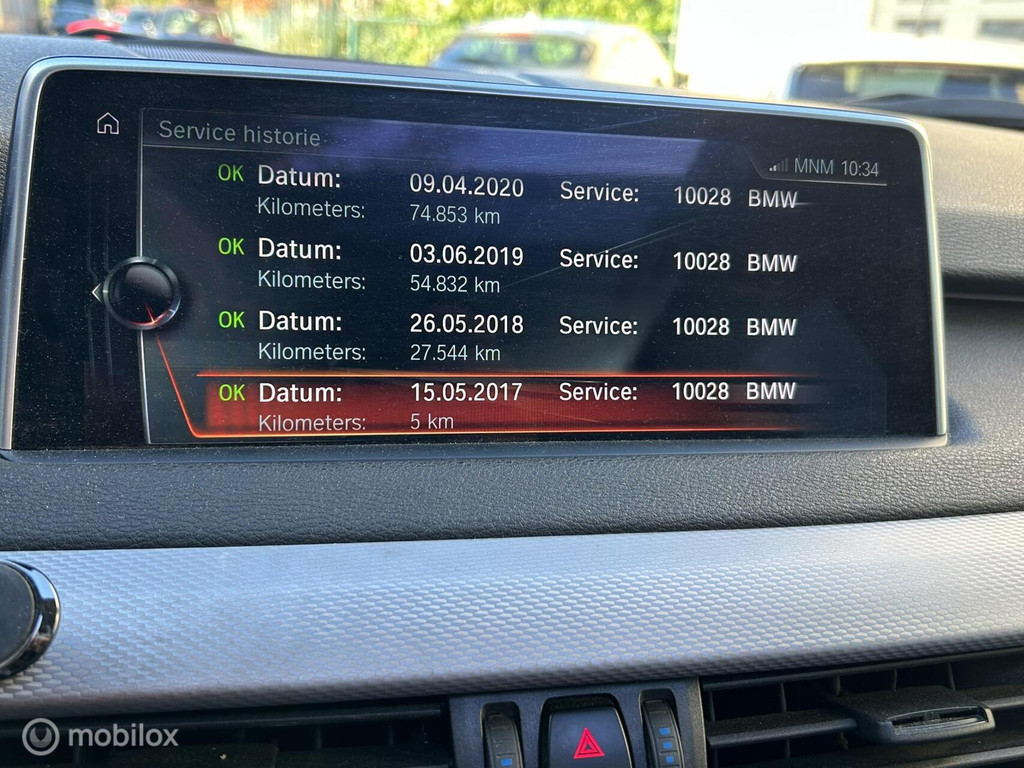 Service historie
MNM 10:34
OK Datum: 09.04.2020 Service: 10028 BMW
Kilometers: 74.853 km
OK Datum: 03.06.2019 Service: 10028 BMW
Kilometers: 54.832 km
OK Datum: 26.05.2018 Service: 10028 BMW
Kilometers: 27.544 km
OK Datum: 15.05.2017 Service: 10028 BMW
Kilometers: 5 km
mobilox